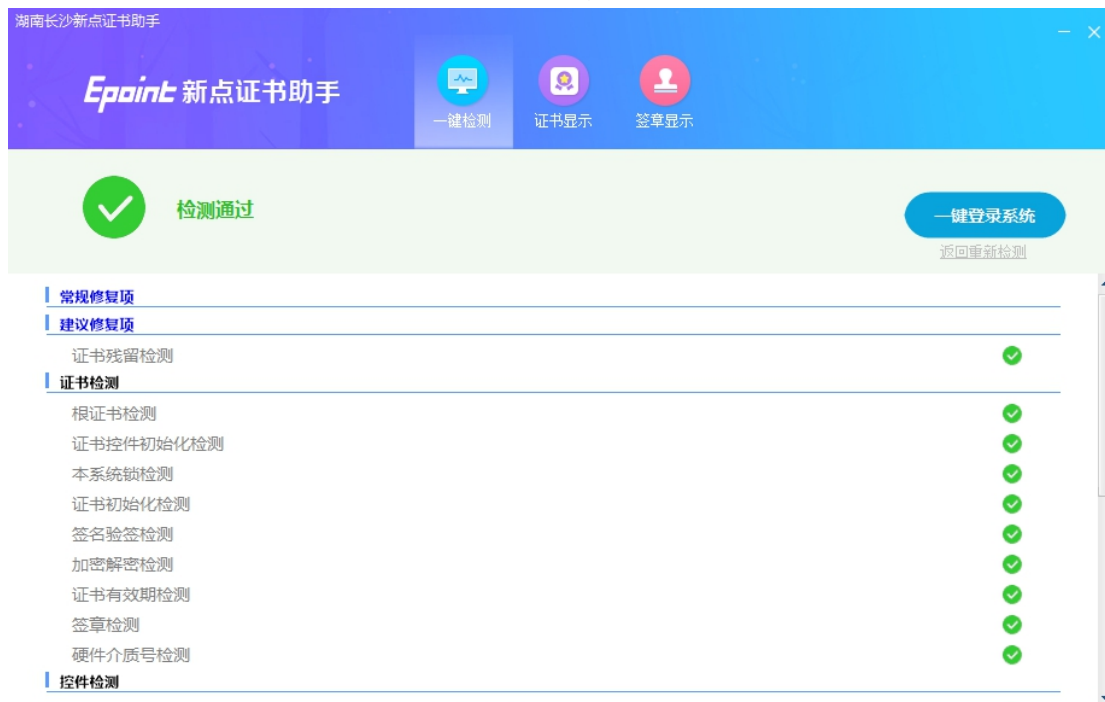 湖南长沙新点证书助手
Epoint 新点证书助手
一键检测
证书显示
签章显示
检测通过
一键登录系统
返回重新检测
常规修复项
建议修复项
证书残留检测
证书检测
根证书检测
证书控件初始化检测
本系统锁检测
证书初始化检测
签名验签检测
加密解密检测
证书有效期检测
签章检测
硬件介质号检测
控件检测